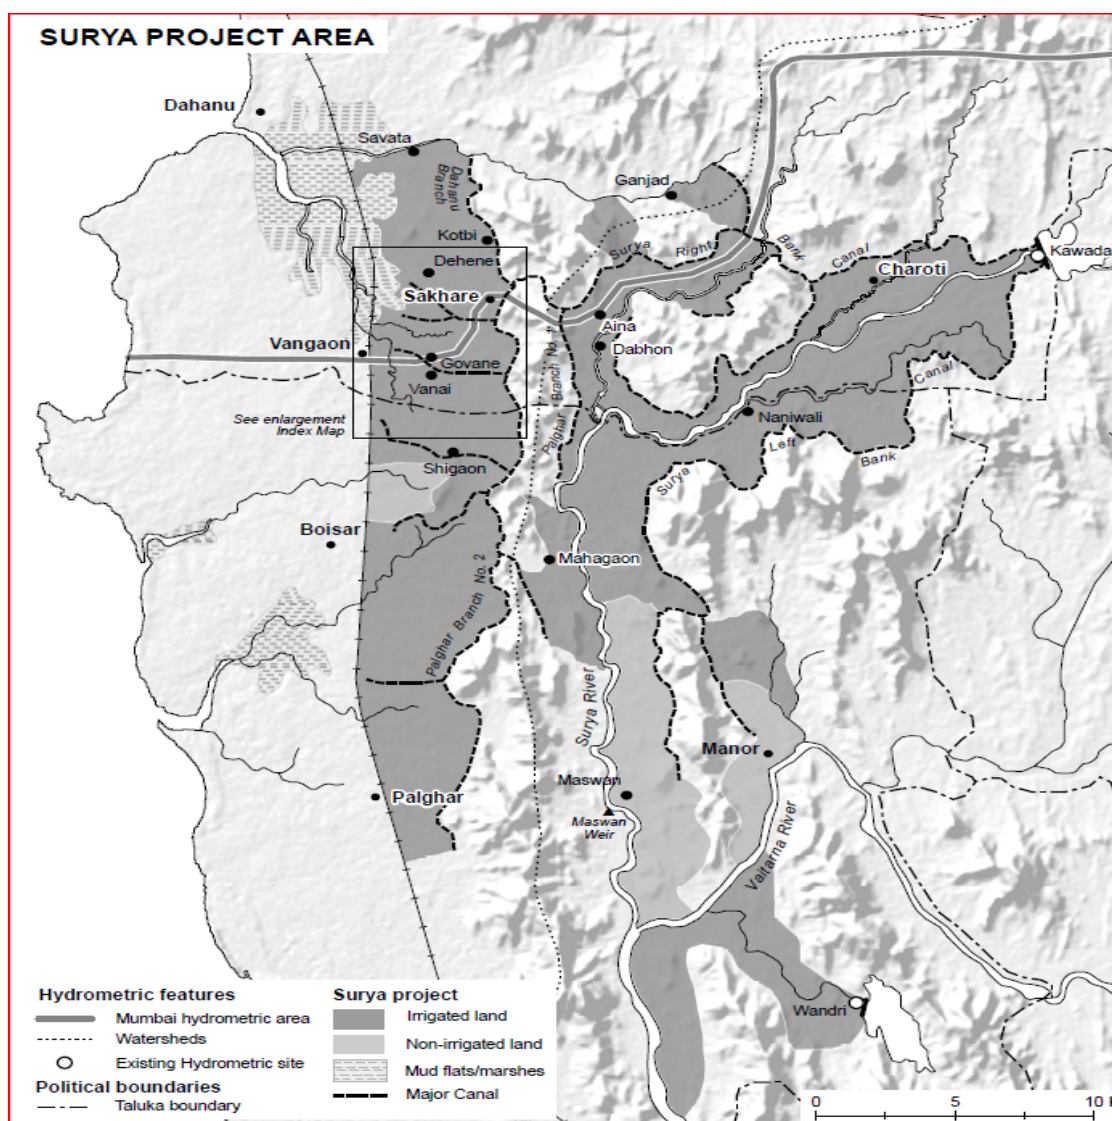 SURYA PROJECT AREA
Dahanu
Savata
Dahanu
Branch
Ganjad
Kotbi
Surya
Right
Bank
Canal
Kawada
Dehene
Charoti
Sakhare
Aina
Vangaon
Govane
Dabhon
Vanai
Palghar Branch No. 1
Canal
See enlargement
Index Map
Naniwali
Shigaon
Surya
Left
Bank
Boisar
Mahagaon
Palghar Branch No. 2
Surya River
Manor
Maswan
Palghar
Maswan
Weir
Vaitarna River
Wandri
Hydrometric features
Mumbai hydrometric area
Watersheds
Existing Hydrometric site
Political boundaries
Taluka boundary
Surya project
Irrigated land
Non-irrigated land
Mud flats/marshes
Major Canal
0 5 10